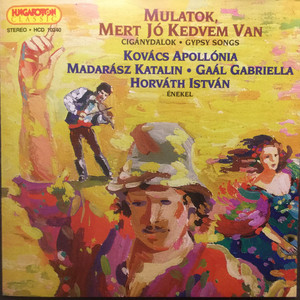 HUNGAROTON
CLASSIC
STEREO · HCD 10240
MULATOK,
MERT JÓ KEDVEM VAN
CIGÁNYDALOK · GYPSY SONGS
KOVÁCS APOLLÓNIA
MADARÁSZ KATALIN · GAÁL GABRIELLA
HORVÁTH ISTVÁN
ÉNEKEL